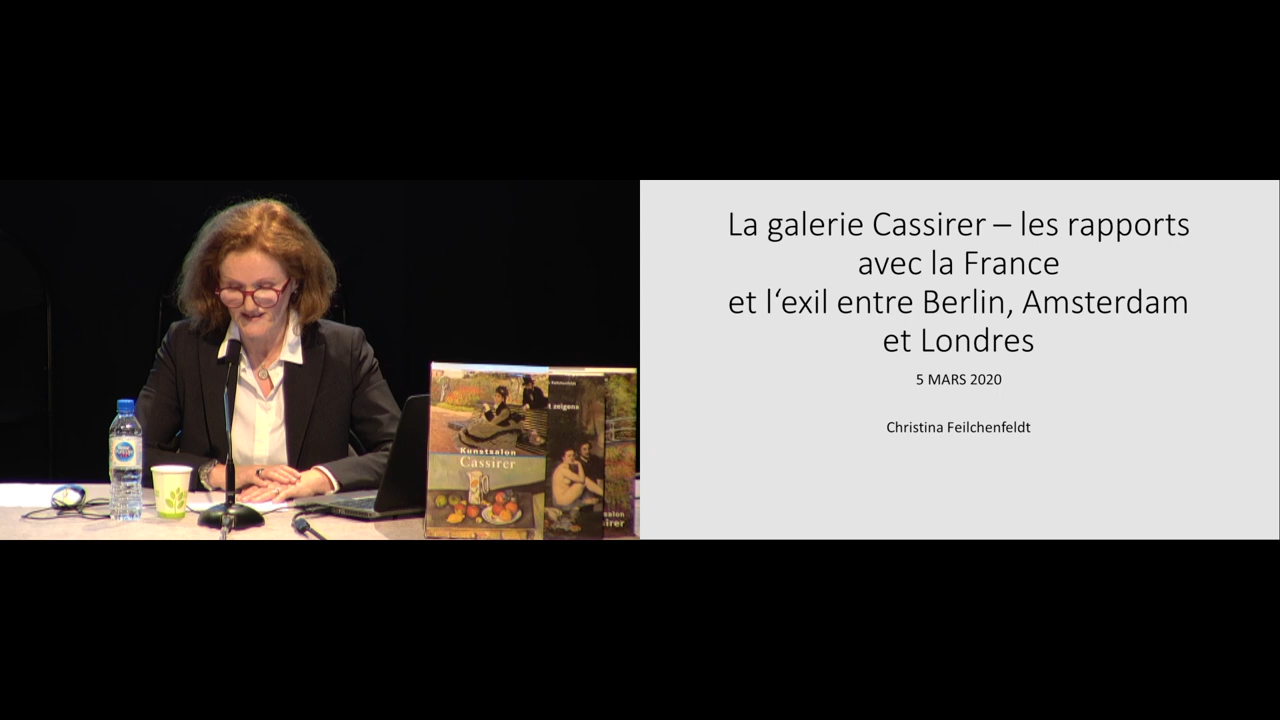 La galerie Cassirer – les rapports
avec la France
et l‘exil entre Berlin, Amsterdam
et Londres
5 MARS 2020
Christina Feilchenfeldt
Kunstsalon
Cassirer